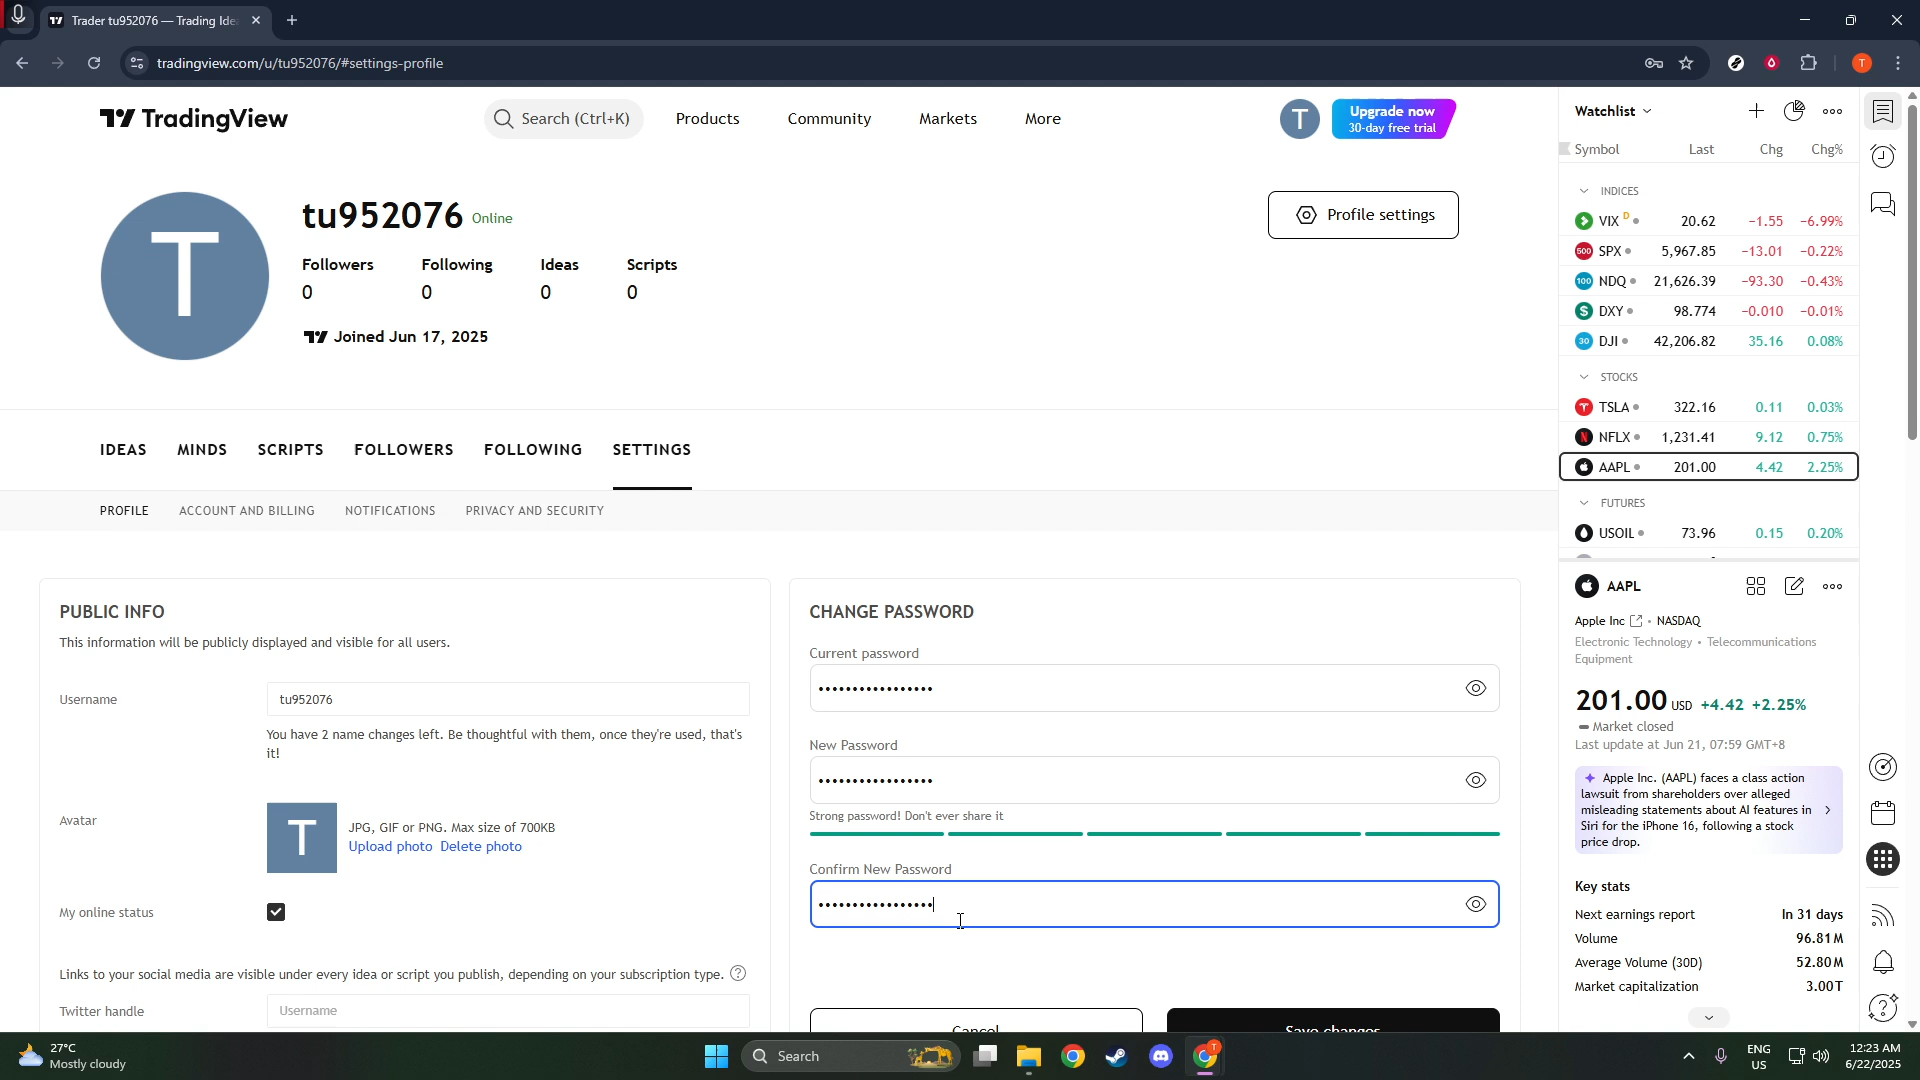 Trader tu952076 — Trading Ide
tradingview.com/u/tu952076/#settings-profile
T
TradingView
Search (Ctrl+K)
Products
Community
Markets
More
T
Upgrade now
30-day free trial
T
tu952076 Online
Followers Following Ideas Scripts
0 0 0 0
Joined Jun 17, 2025
Profile settings
IDEAS MINDS SCRIPTS FOLLOWERS FOLLOWING SETTINGS
PROFILE ACCOUNT AND BILLING NOTIFICATIONS PRIVACY AND SECURITY
PUBLIC INFO
This information will be publicly displayed and visible for all users.
Username tu952076
You have 2 name changes left. Be thoughtful with them, once they're used, that's
it!
Avatar
T
JPG, GIF or PNG. Max size of 700KB
Upload photo Delete photo
My online status
Links to your social media are visible under every idea or script you publish, depending on your subscription type.
Twitter handle Username
CHANGE PASSWORD
Current password
•••••••••••••••••
New Password
•••••••••••••••••
Strong password! Don't ever share it
Confirm New Password
•••••••••••••••••
Cancel Save changes
Watchlist
Symbol Last Chg Chg%
INDICES
VIX D 20.62 −1.55 −6.99%
500 SPX 5,967.85 −13.01 −0.22%
100 NDQ 21,626.39 −93.30 −0.43%
$ DXY 98.774 −0.010 −0.01%
30 DJI 42,206.82 35.16 0.08%
STOCKS
TSLA 322.16 0.11 0.03%
NFLX 1,231.41 9.12 0.75%
AAPL 201.00 4.42 2.25%
FUTURES
USOIL 73.96 0.15 0.20%
AAPL
Apple Inc • NASDAQ
Electronic Technology • Telecommunications
Equipment
201.00 USD +4.42 +2.25%
Market closed
Last update at Jun 21, 07:59 GMT+8
Apple Inc. (AAPL) faces a class action
lawsuit from shareholders over alleged
misleading statements about AI features in
Siri for the iPhone 16, following a stock
price drop.
Key stats
Next earnings report In 31 days
Volume 96.81M
Average Volume (30D) 52.80M
Market capitalization 3.00T
27°C
Mostly cloudy
Search
ENG
US
12:23 AM
6/22/2025